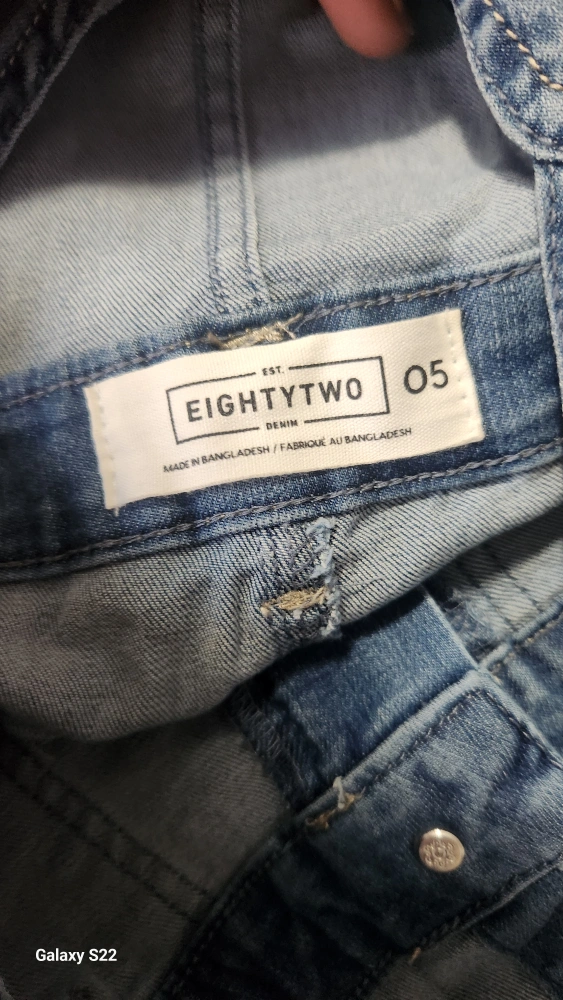 EST.
EIGHTYTWO 05
DENIM
MADE IN BANGLADESH / FABRIQUÉ AU BANGLADESH
Galaxy S22